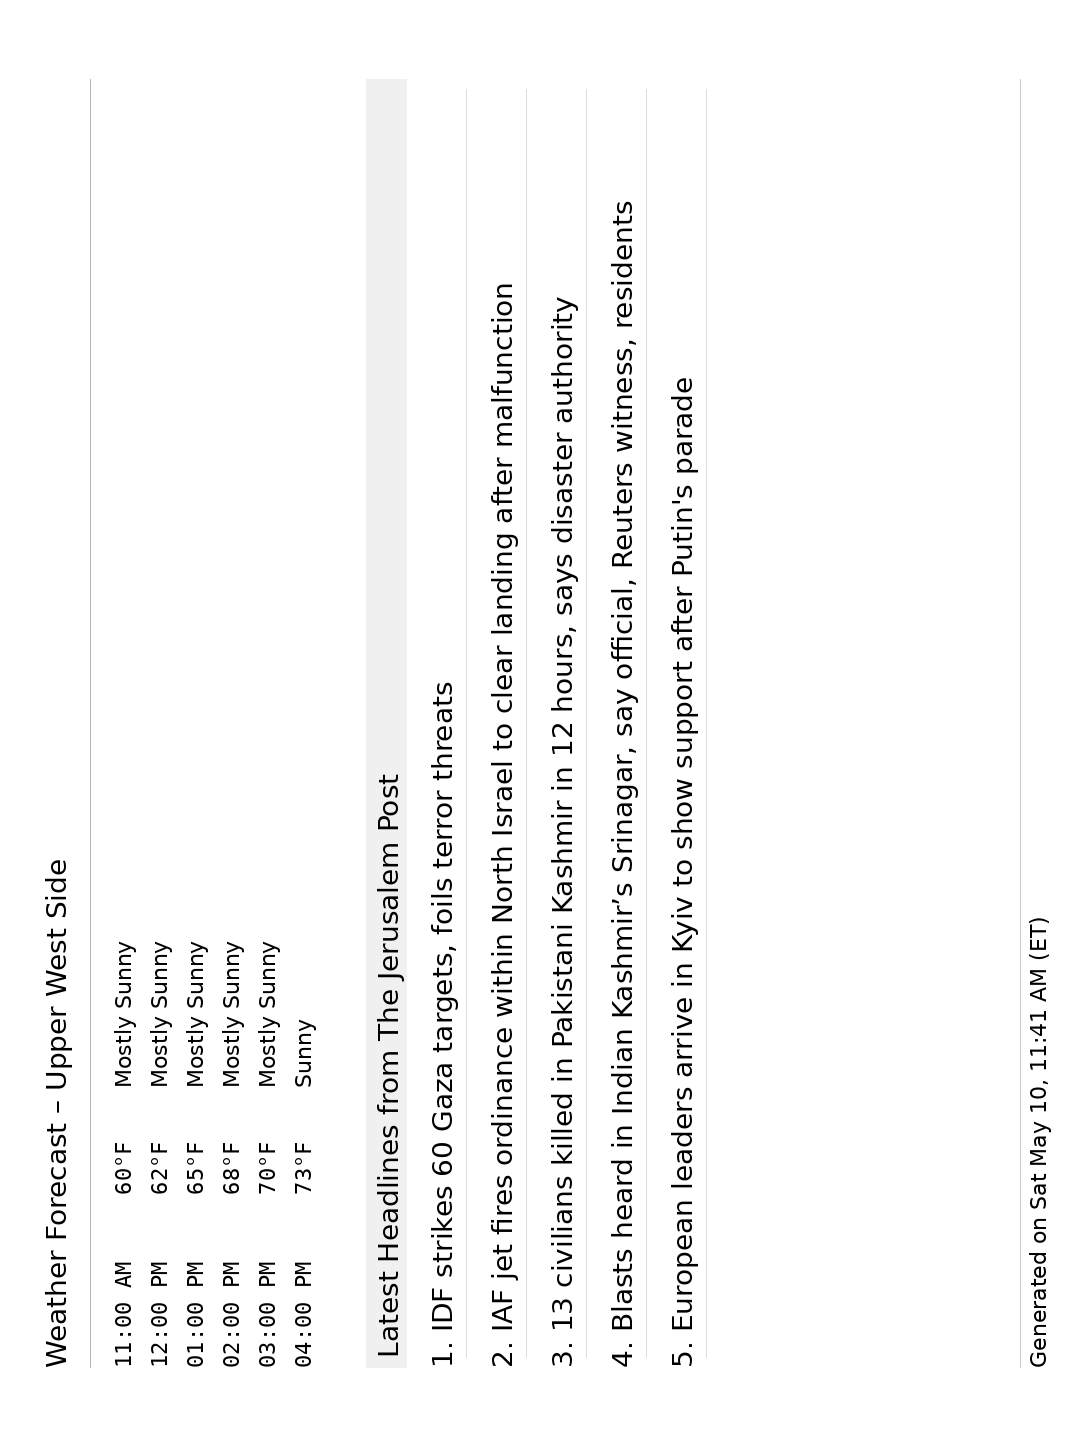 Weather Forecast – Upper West Side
11:00 AM 60°F Mostly Sunny
12:00 PM 62°F Mostly Sunny
01:00 PM 65°F Mostly Sunny
02:00 PM 68°F Mostly Sunny
03:00 PM 70°F Mostly Sunny
04:00 PM 73°F Sunny
Latest Headlines from The Jerusalem Post
1. IDF strikes 60 Gaza targets, foils terror threats
2. IAF jet fires ordinance within North Israel to clear landing after malfunction
3. 13 civilians killed in Pakistani Kashmir in 12 hours, says disaster authority
4. Blasts heard in Indian Kashmir’s Srinagar, say official, Reuters witness, residents
5. European leaders arrive in Kyiv to show support after Putin's parade
Generated on Sat May 10, 11:41 AM (ET)